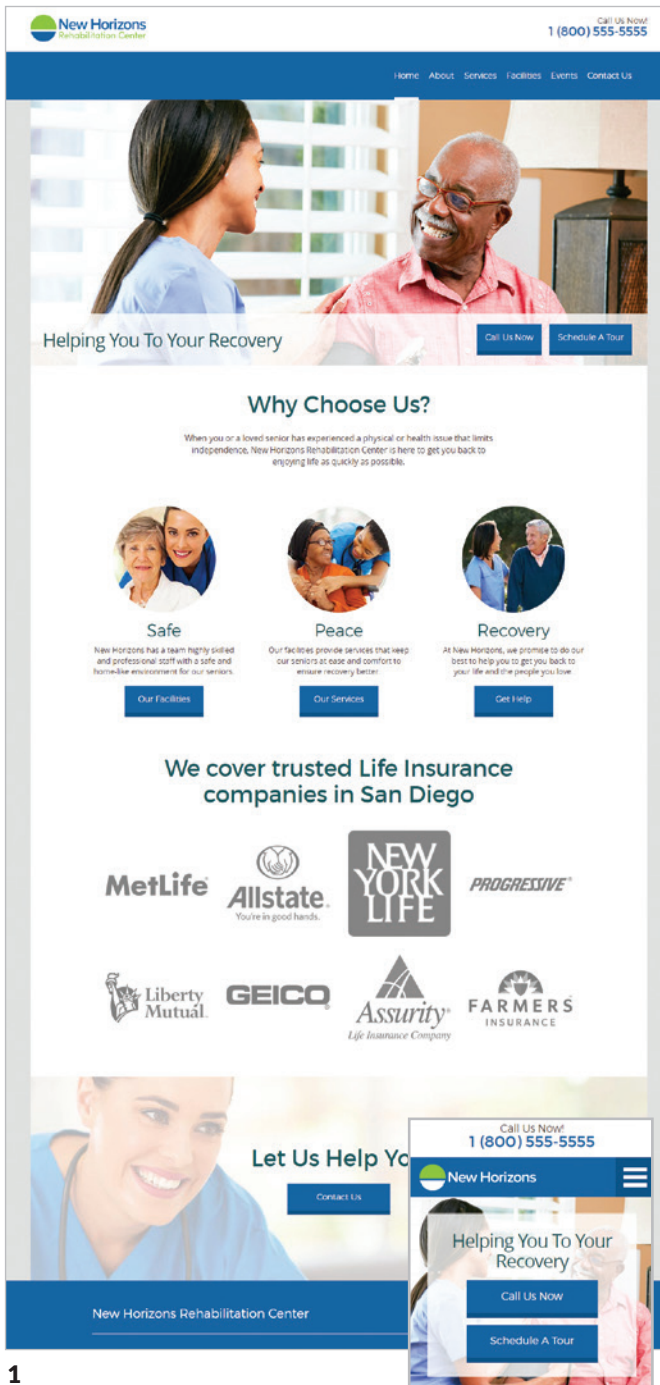 New Horizons
Rehabilitation Center
Call Us Now!
1 (800) 555-5555
Home About Services Facilities Events Contact Us
Helping You To Your Recovery
Call Us Now
Schedule A Tour
Why Choose Us?
When you or a loved senior has experienced a physical or health issue that limits
independence, New Horizons Rehabilitation Center is here to get you back to
enjoying life as quickly as possible.
Safe
New Horizons has a team highly skilled
and professional staff with a safe and
home-like environment for our seniors.
Our Facilities
Peace
Our facilities provide services that keep
our seniors at ease and comfort to
ensure recovery better.
Our Services
Recovery
At New Horizons, we promise to do our
best to help you to get you back to
your life and the people you love.
Get Help
We cover trusted Life Insurance
companies in San Diego
MetLife®
Allstate®
You're in good hands.
NEW
YORK
LIFE
PROGRESSIVE®
Liberty
Mutual.
GEICO®
Assurity®
Life Insurance Company
FARMERS
INSURANCE
Let Us Help Yo
Contact Us
New Horizons Rehabilitation Center
Call Us Now!
1 (800) 555-5555
New Horizons
Helping You To Your
Recovery
Call Us Now
Schedule A Tour
1